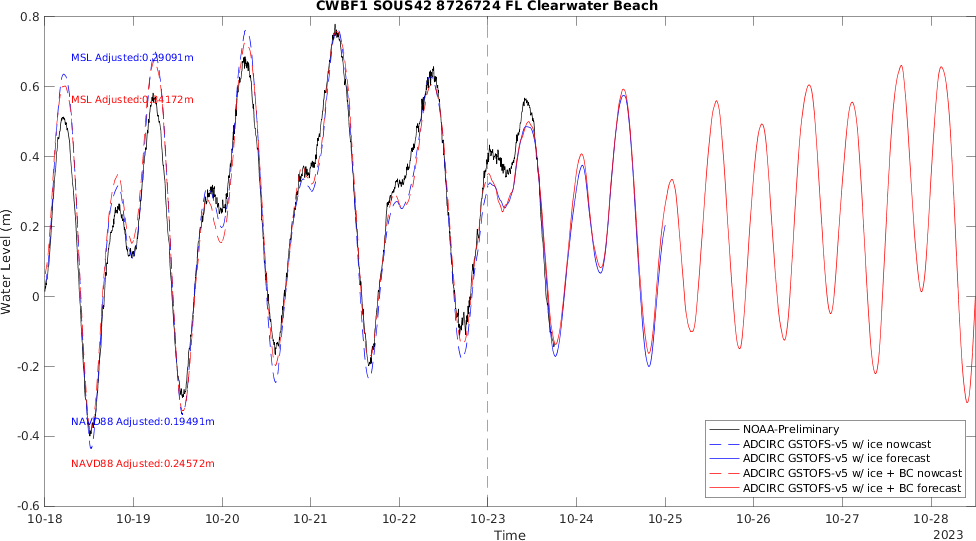 CWBF1 SOUS42 8726724 FL Clearwater Beach
0.8
0.6
0.4
0.2
0
-0.2
-0.4
-0.6
Water Level (m)
MSL Adjusted:0.29091m
MSL Adjusted:0.34172m
NAVD88 Adjusted:0.19491m
NAVD88 Adjusted:0.24572m
NOAA-Preliminary
ADCIRC GSTOFS-v5 w/ ice nowcast
ADCIRC GSTOFS-v5 w/ ice forecast
ADCIRC GSTOFS-v5 w/ ice + BC nowcast
ADCIRC GSTOFS-v5 w/ ice + BC forecast
10-18 10-19 10-20 10-21 10-22 10-23 10-24 10-25 10-26 10-27 10-28
Time
2023